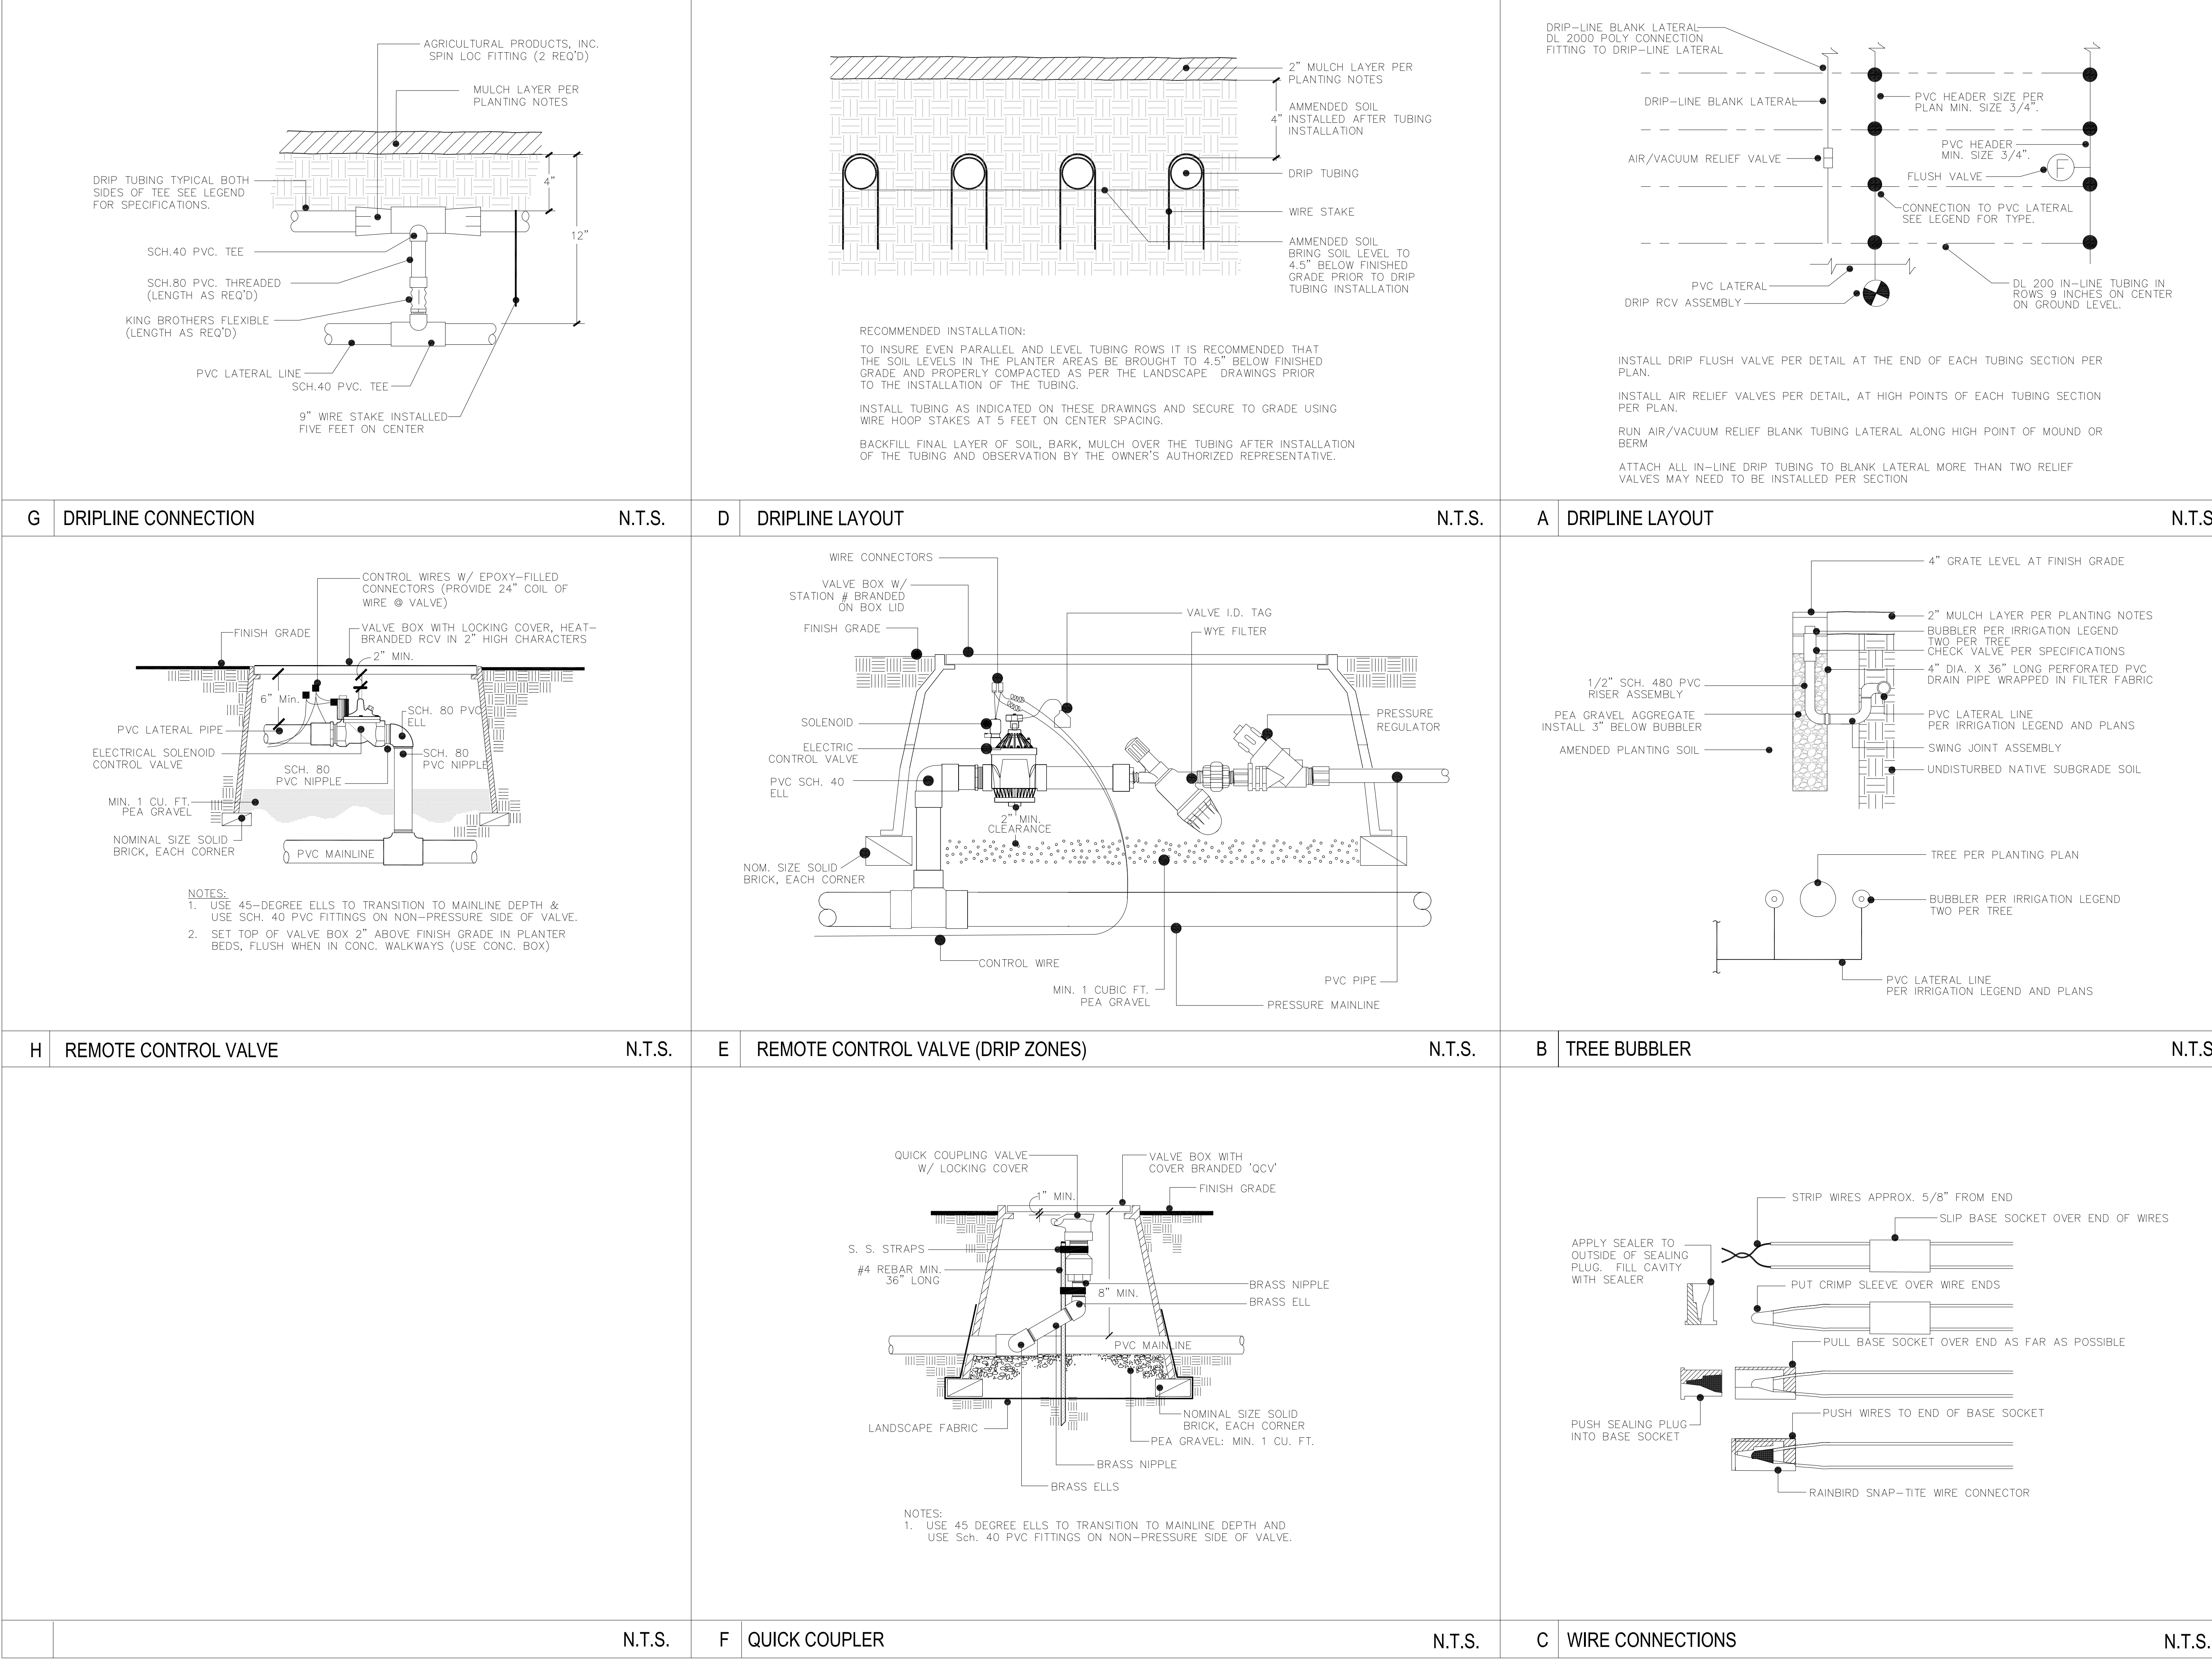 AGRICULTURAL PRODUCTS, INC.
SPIN LOC FITTING (2 REQ'D)
MULCH LAYER PER
PLANTING NOTES
DRIP TUBING TYPICAL BOTH
SIDES OF TEE SEE LEGEND
FOR SPECIFICATIONS.
4"
12"
SCH.40 PVC. TEE
SCH.80 PVC. THREADED
(LENGTH AS REQ'D)
KING BROTHERS FLEXIBLE
(LENGTH AS REQ'D)
PVC LATERAL LINE
SCH.40 PVC. TEE
9" WIRE STAKE INSTALLED
FIVE FEET ON CENTER
G DRIPLINE CONNECTION N.T.S.
2" MULCH LAYER PER
PLANTING NOTES
AMMENDED SOIL
4" INSTALLED AFTER TUBING
INSTALLATION
DRIP TUBING
WIRE STAKE
AMMENDED SOIL
BRING SOIL LEVEL TO
4.5" BELOW FINISHED
GRADE PRIOR TO DRIP
TUBING INSTALLATION
RECOMMENDED INSTALLATION:
TO INSURE EVEN PARALLEL AND LEVEL TUBING ROWS IT IS RECOMMENDED THAT
THE SOIL LEVELS IN THE PLANTER AREAS BE BROUGHT TO 4.5" BELOW FINISHED
GRADE AND PROPERLY COMPACTED AS PER THE LANDSCAPE DRAWINGS PRIOR
TO THE INSTALLATION OF THE TUBING.
INSTALL TUBING AS INDICATED ON THESE DRAWINGS AND SECURE TO GRADE USING
WIRE HOOP STAKES AT 5 FEET ON CENTER SPACING.
BACKFILL FINAL LAYER OF SOIL, BARK, MULCH OVER THE TUBING AFTER INSTALLATION
OF THE TUBING AND OBSERVATION BY THE OWNER'S AUTHORIZED REPRESENTATIVE.
D DRIPLINE LAYOUT N.T.S.
DRIP-LINE BLANK LATERAL
DL 2000 POLY CONNECTION
FITTING TO DRIP-LINE LATERAL
DRIP-LINE BLANK LATERAL
PVC HEADER SIZE PER
PLAN MIN. SIZE 3/4".
AIR/VACUUM RELIEF VALVE
PVC HEADER
MIN. SIZE 3/4".
FLUSH VALVE
F
CONNECTION TO PVC LATERAL
SEE LEGEND FOR TYPE.
PVC LATERAL
DRIP RCV ASSEMBLY
DL 200 IN-LINE TUBING IN
ROWS 9 INCHES ON CENTER
ON GROUND LEVEL.
INSTALL DRIP FLUSH VALVE PER DETAIL AT THE END OF EACH TUBING SECTION PER
PLAN.
INSTALL AIR RELIEF VALVES PER DETAIL, AT HIGH POINTS OF EACH TUBING SECTION
PER PLAN.
RUN AIR/VACUUM RELIEF BLANK TUBING LATERAL ALONG HIGH POINT OF MOUND OR
BERM
ATTACH ALL IN-LINE DRIP TUBING TO BLANK LATERAL MORE THAN TWO RELIEF
VALVES MAY NEED TO BE INSTALLED PER SECTION
A DRIPLINE LAYOUT N.T.S
CONTROL WIRES W/ EPOXY-FILLED
CONNECTORS (PROVIDE 24" COIL OF
WIRE @ VALVE)
FINISH GRADE
VALVE BOX WITH LOCKING COVER, HEAT-
BRANDED RCV IN 2" HIGH CHARACTERS
2" MIN.
6" Min.
SCH. 80 PVC
ELL
PVC LATERAL PIPE
ELECTRICAL SOLENOID
CONTROL VALVE
SCH. 80
PVC NIPPLE
SCH. 80
PVC NIPPLE
MIN. 1 CU. FT.
PEA GRAVEL
NOMINAL SIZE SOLID
BRICK, EACH CORNER
PVC MAINLINE
NOTES:
1. USE 45-DEGREE ELLS TO TRANSITION TO MAINLINE DEPTH &
USE SCH. 40 PVC FITTINGS ON NON-PRESSURE SIDE OF VALVE.
2. SET TOP OF VALVE BOX 2" ABOVE FINISH GRADE IN PLANTER
BEDS, FLUSH WHEN IN CONC. WALKWAYS (USE CONC. BOX)
H REMOTE CONTROL VALVE N.T.S.
WIRE CONNECTORS
VALVE BOX W/
STATION # BRANDED
ON BOX LID
FINISH GRADE
VALVE I.D. TAG
WYE FILTER
SOLENOID
ELECTRIC
CONTROL VALVE
PVC SCH. 40
ELL
PRESSURE
REGULATOR
2" MIN.
CLEARANCE
NOM. SIZE SOLID
BRICK, EACH CORNER
CONTROL WIRE
MIN. 1 CUBIC FT.
PEA GRAVEL
PVC PIPE
PRESSURE MAINLINE
E REMOTE CONTROL VALVE (DRIP ZONES) N.T.S.
4" GRATE LEVEL AT FINISH GRADE
2" MULCH LAYER PER PLANTING NOTES
BUBBLER PER IRRIGATION LEGEND
TWO PER TREE
CHECK VALVE PER SPECIFICATIONS
4" DIA. X 36" LONG PERFORATED PVC
DRAIN PIPE WRAPPED IN FILTER FABRIC
1/2" SCH. 480 PVC
RISER ASSEMBLY
PEA GRAVEL AGGREGATE
INSTALL 3" BELOW BUBBLER
PVC LATERAL LINE
PER IRRIGATION LEGEND AND PLANS
AMENDED PLANTING SOIL
SWING JOINT ASSEMBLY
UNDISTURBED NATIVE SUBGRADE SOIL
TREE PER PLANTING PLAN
BUBBLER PER IRRIGATION LEGEND
TWO PER TREE
PVC LATERAL LINE
PER IRRIGATION LEGEND AND PLANS
B TREE BUBBLER N.T.S
N.T.S.
QUICK COUPLING VALVE
W/ LOCKING COVER
VALVE BOX WITH
COVER BRANDED 'QCV'
FINISH GRADE
1" MIN.
S. S. STRAPS
#4 REBAR MIN.
36" LONG
BRASS NIPPLE
8" MIN.
BRASS ELL
PVC MAINLINE
LANDSCAPE FABRIC
NOMINAL SIZE SOLID
BRICK, EACH CORNER
PEA GRAVEL: MIN. 1 CU. FT.
BRASS NIPPLE
BRASS ELLS
NOTES:
1. USE 45 DEGREE ELLS TO TRANSITION TO MAINLINE DEPTH AND
USE Sch. 40 PVC FITTINGS ON NON-PRESSURE SIDE OF VALVE.
F QUICK COUPLER N.T.S.
STRIP WIRES APPROX. 5/8" FROM END
SLIP BASE SOCKET OVER END OF WIRES
APPLY SEALER TO
OUTSIDE OF SEALING
PLUG. FILL CAVITY
WITH SEALER
PUT CRIMP SLEEVE OVER WIRE ENDS
PULL BASE SOCKET OVER END AS FAR AS POSSIBLE
PUSH SEALING PLUG
INTO BASE SOCKET
PUSH WIRES TO END OF BASE SOCKET
RAINBIRD SNAP-TITE WIRE CONNECTOR
C WIRE CONNECTIONS N.T.S.